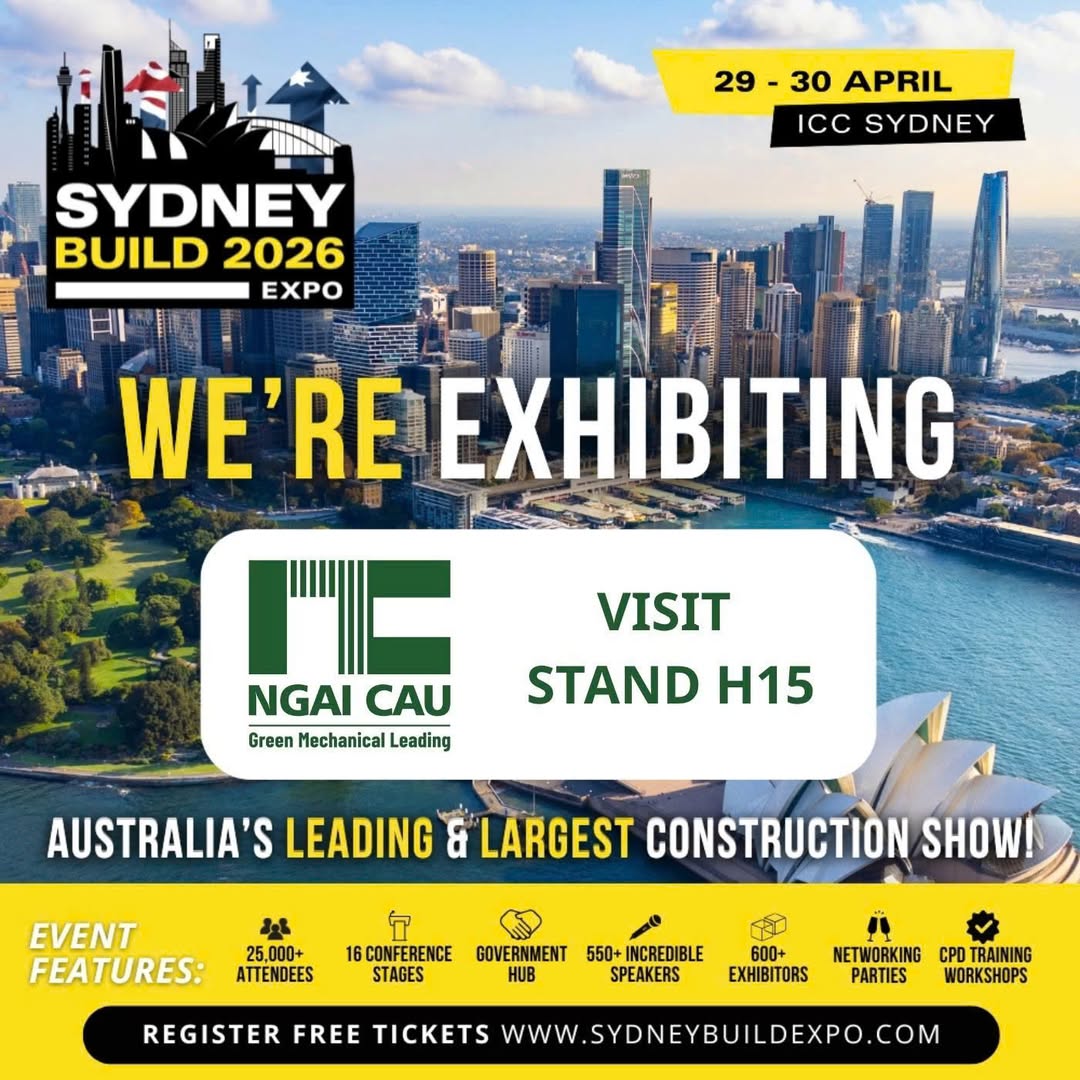 SYDNEY
BUILD 2026
EXPO
29 - 30 APRIL
ICC SYDNEY
WE'RE EXHIBITING
NGAI CAU
Green Mechanical Leading
VISIT
STAND H15
AUSTRALIA'S LEADING & LARGEST CONSTRUCTION SHOW!
EVENT
FEATURES:
25,000+
ATTENDEES
16 CONFERENCE
STAGES
GOVERNMENT
HUB
550+ INCREDIBLE
SPEAKERS
600+
EXHIBITORS
NETWORKING
PARTIES
CPD TRAINING
WORKSHOPS
REGISTER FREE TICKETS WWW.SYDNEYBUILDEXPO.COM